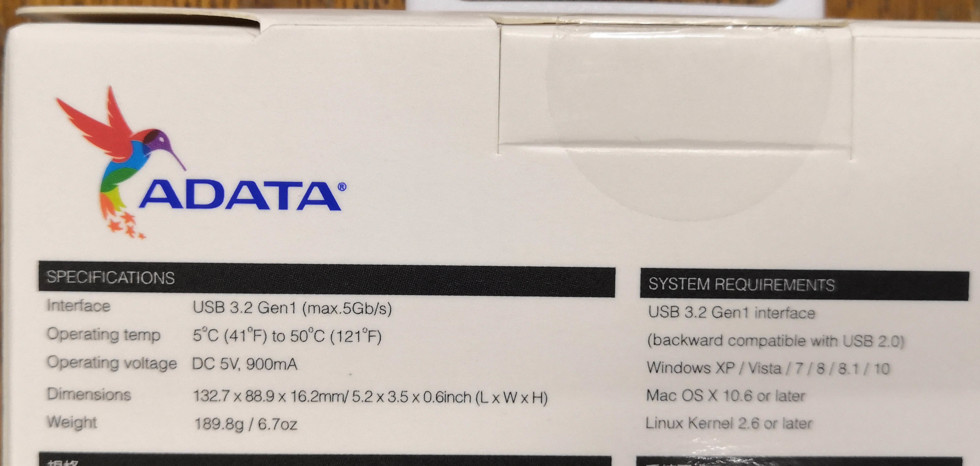 ADATA®
SPECIFICATIONS
Interface USB 3.2 Gen1 (max.5Gb/s)
Operating temp 5°C (41°F) to 50°C (121°F)
Operating voltage DC 5V, 900mA
Dimensions 132.7 x 88.9 x 16.2mm/ 5.2 x 3.5 x 0.6inch (L x W x H)
Weight 189.8g / 6.7oz
SYSTEM REQUIREMENTS
USB 3.2 Gen1 interface
(backward compatible with USB 2.0)
Windows XP / Vista / 7 / 8 / 8.1 / 10
Mac OS X 10.6 or later
Linux Kernel 2.6 or later